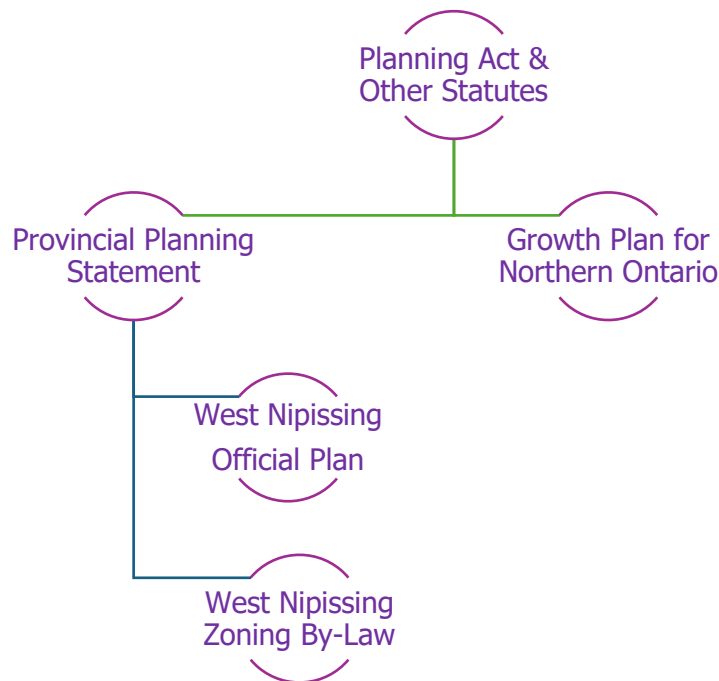 Planning Act &
Other Statutes
Provincial Planning
Statement
Growth Plan for
Northern Ontario
West Nipissing
Official Plan
West Nipissing
Zoning By-Law